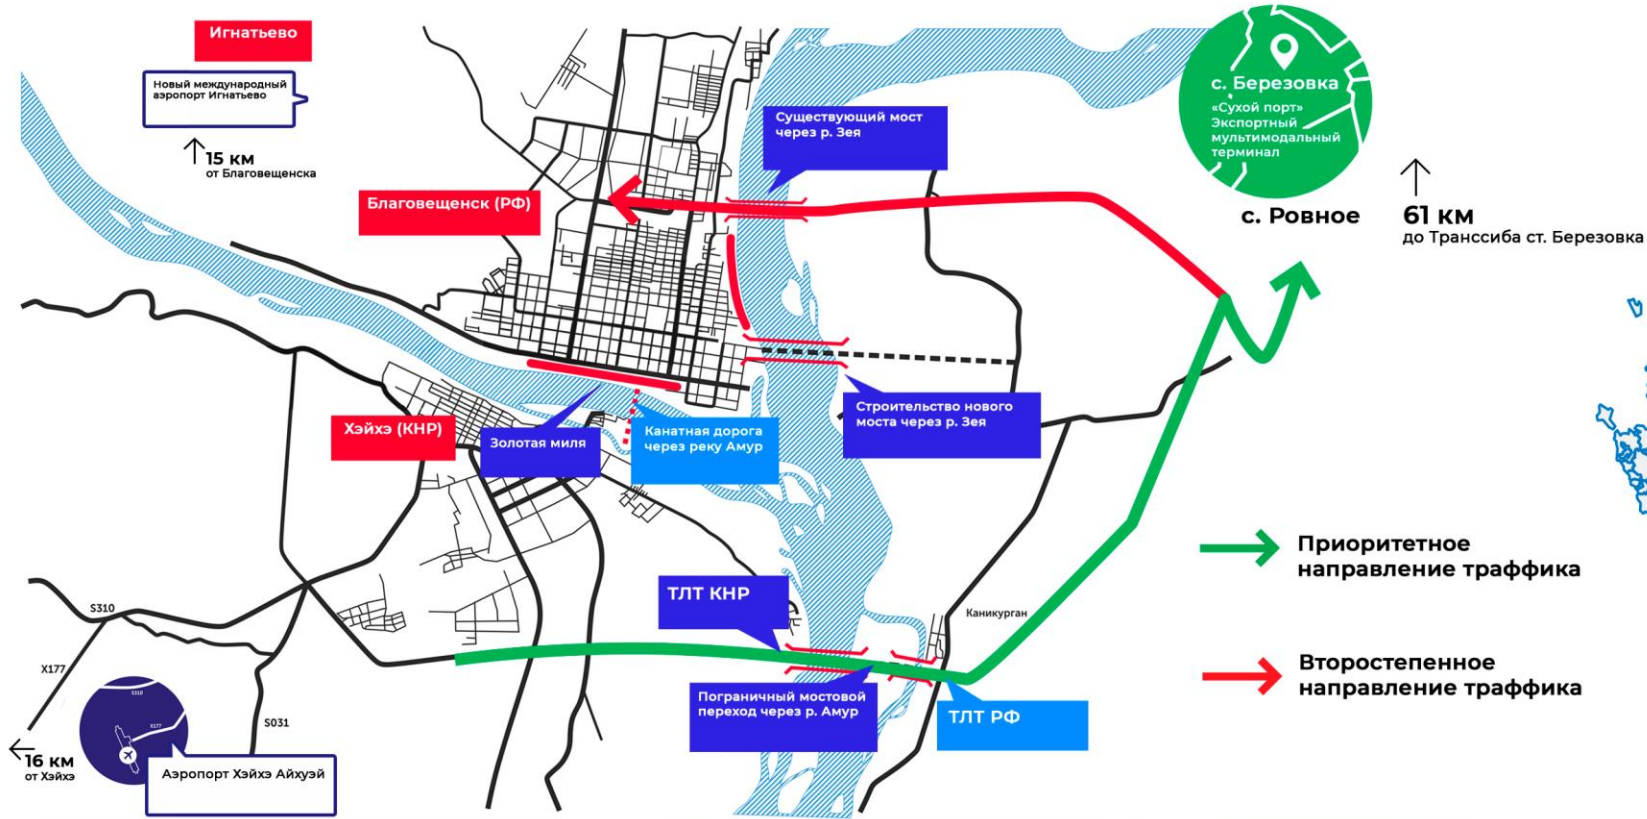 Игнатьево
Новый международный
аэропорт Игнатьево
15 км
от Благовещенска
Существующий мост
через р. Зея
с. Березовка
«Сухой порт»
Экспортный
мультимодальный
терминал
с. Ровное
61 км
до Транссиба ст. Березовка
Благовещенск (РФ)
Хэйхэ (КНР)
Золотая миля
Канатная дорога
через реку Амур
Строительство нового
моста через р. Зея
Приоритетное
направление траффика
Второстепенное
направление траффика
ТЛТ КНР
Каникурган
Пограничный мостовой
переход через р. Амур
ТЛТ РФ
S310
X177
S031
S310
X177
16 км
от Хэйхэ
Аэропорт Хэйхэ Айхуэй